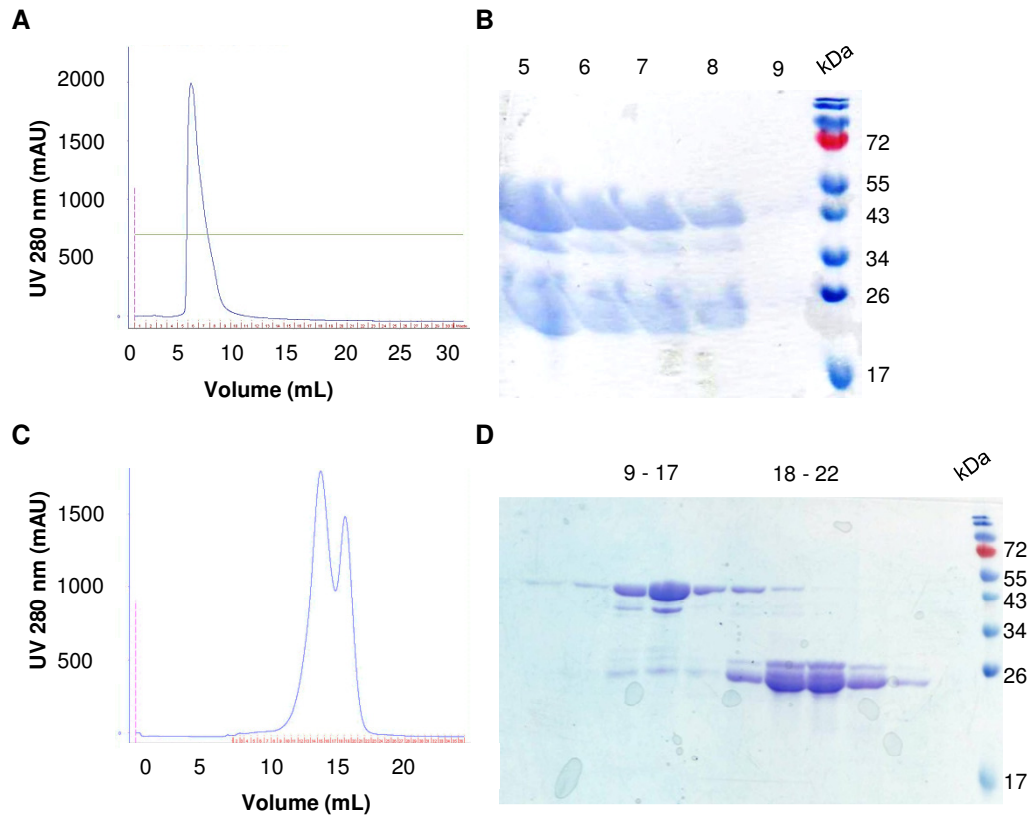 A
UV 280 nm (mAU)
2000
1500
1000
500
0 5 10 15 20 25 30
Volume (mL)
B
5 6 7 8 9 kDa
72
55
43
34
26
17
C
UV 280 nm (mAU)
1500
1000
500
0 5 10 15 20
Volume (mL)
D
9 - 17 18 - 22 kDa
72
55
43
34
26
17